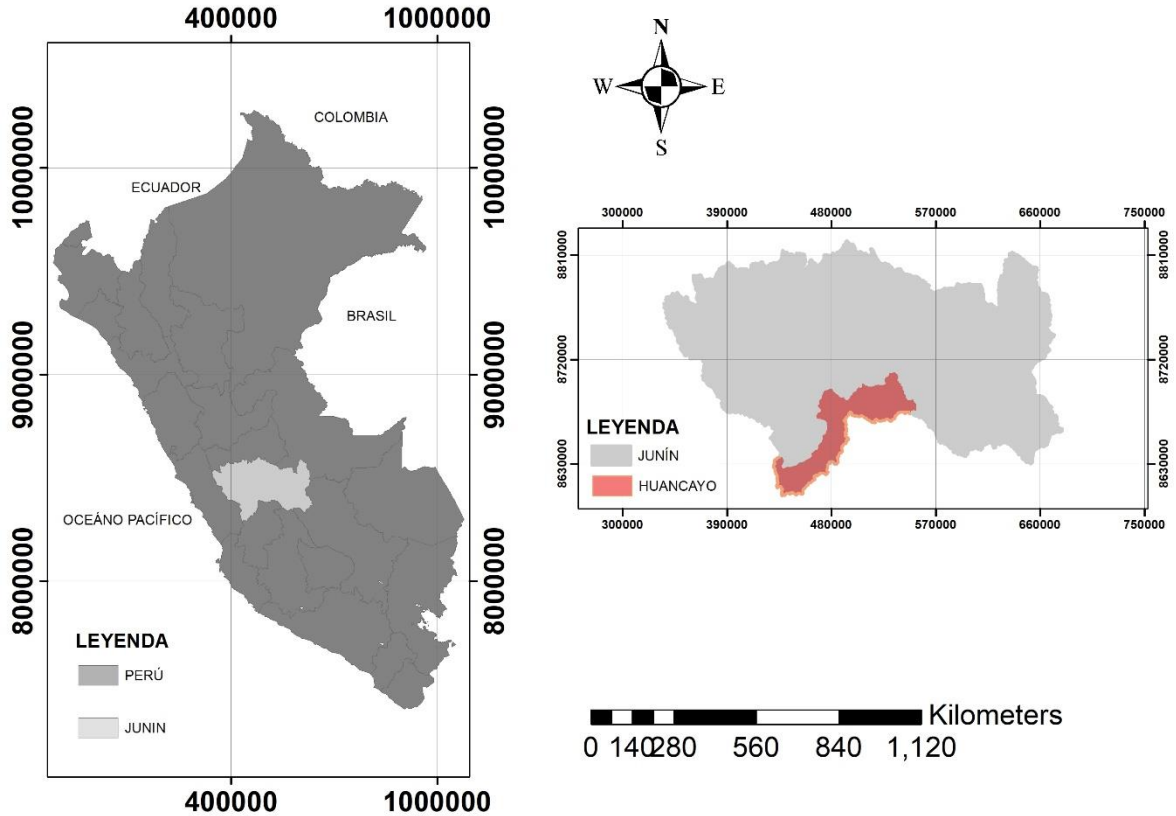 400000 1000000
10000000
9000000
8000000
COLOMBIA
ECUADOR
BRASIL
OCEÁNO PACÍFICO
LEYENDA
PERÚ
JUNIN
10000000
9000000
8000000
400000 1000000
N
W E
S
300000 390000 480000 570000 660000 750000
8810000
8720000
8630000
LEYENDA
JUNÍN
HUANCAYO
8810000
8720000
8630000
300000 390000 480000 570000 660000 750000
Kilometers
0 140 280 560 840 1,120